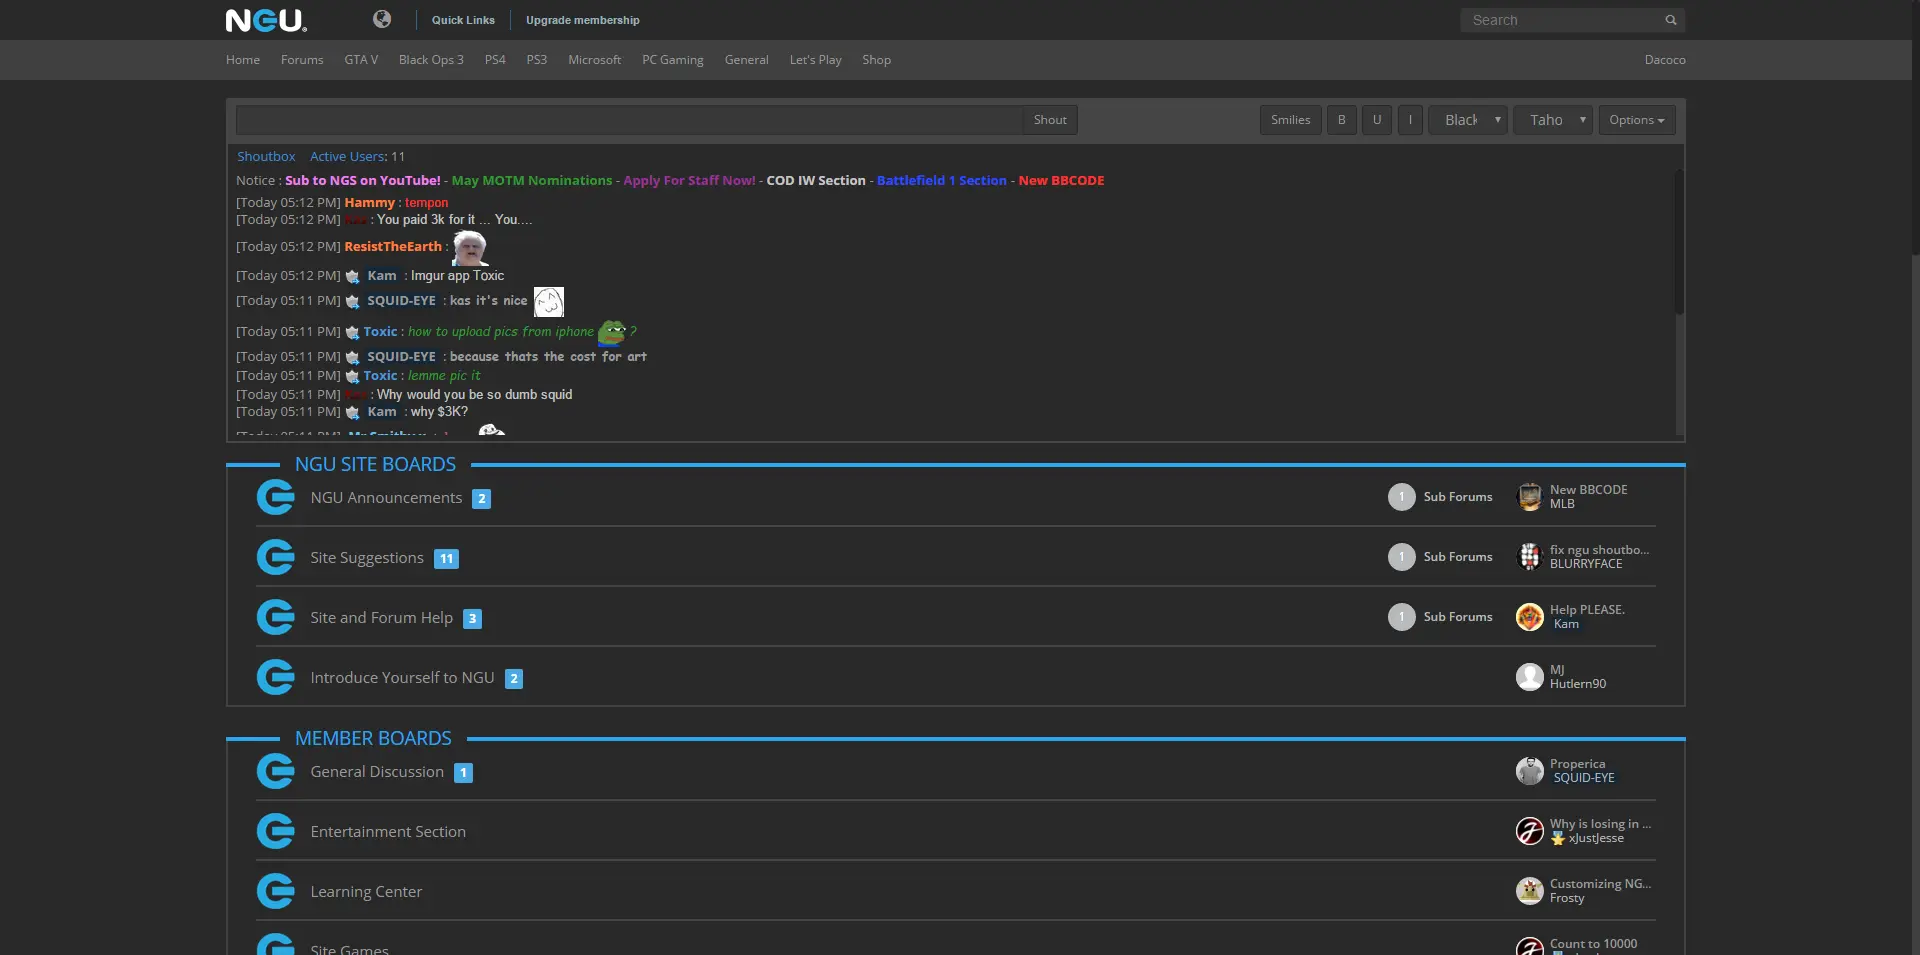 NGU.
Quick Links
Upgrade membership
Search
Home Forums GTA V Black Ops 3 PS4 PS3 Microsoft PC Gaming General Let's Play Shop Dacoco
Shout Smilies B U I Black Taho Options
Shoutbox Active Users: 11
Notice : Sub to NGS on YouTube! - May MOTM Nominations - Apply For Staff Now! - COD IW Section - Battlefield 1 Section - New BBCODE
[Today 05:12 PM] Hammy : tempon
[Today 05:12 PM] : You paid 3k for it ... You....
[Today 05:12 PM] ResistTheEarth :
[Today 05:12 PM] Kam : Imgur app Toxic
[Today 05:11 PM] SQUID-EYE : kas it's nice
[Today 05:11 PM] Toxic : how to upload pics from iphone ?
[Today 05:11 PM] SQUID-EYE : because thats the cost for art
[Today 05:11 PM] Toxic : lemme pic it
[Today 05:11 PM] : Why would you be so dumb squid
[Today 05:11 PM] Kam : why $3K?
[Today 05:11 PM]
NGU SITE BOARDS
NGU Announcements 2
1 Sub Forums
New BBCODE
MLB
Site Suggestions 11
1 Sub Forums
fix ngu shoutbo...
BLURRYFACE
Site and Forum Help 3
1 Sub Forums
Help PLEASE.
Kam
Introduce Yourself to NGU 2
MJ
Hutlern90
MEMBER BOARDS
General Discussion 1
Properica
SQUID-EYE
Entertainment Section
Why is losing in ...
xJustJesse
Learning Center
Customizing NG...
Frosty
Site Games
Count to 10000